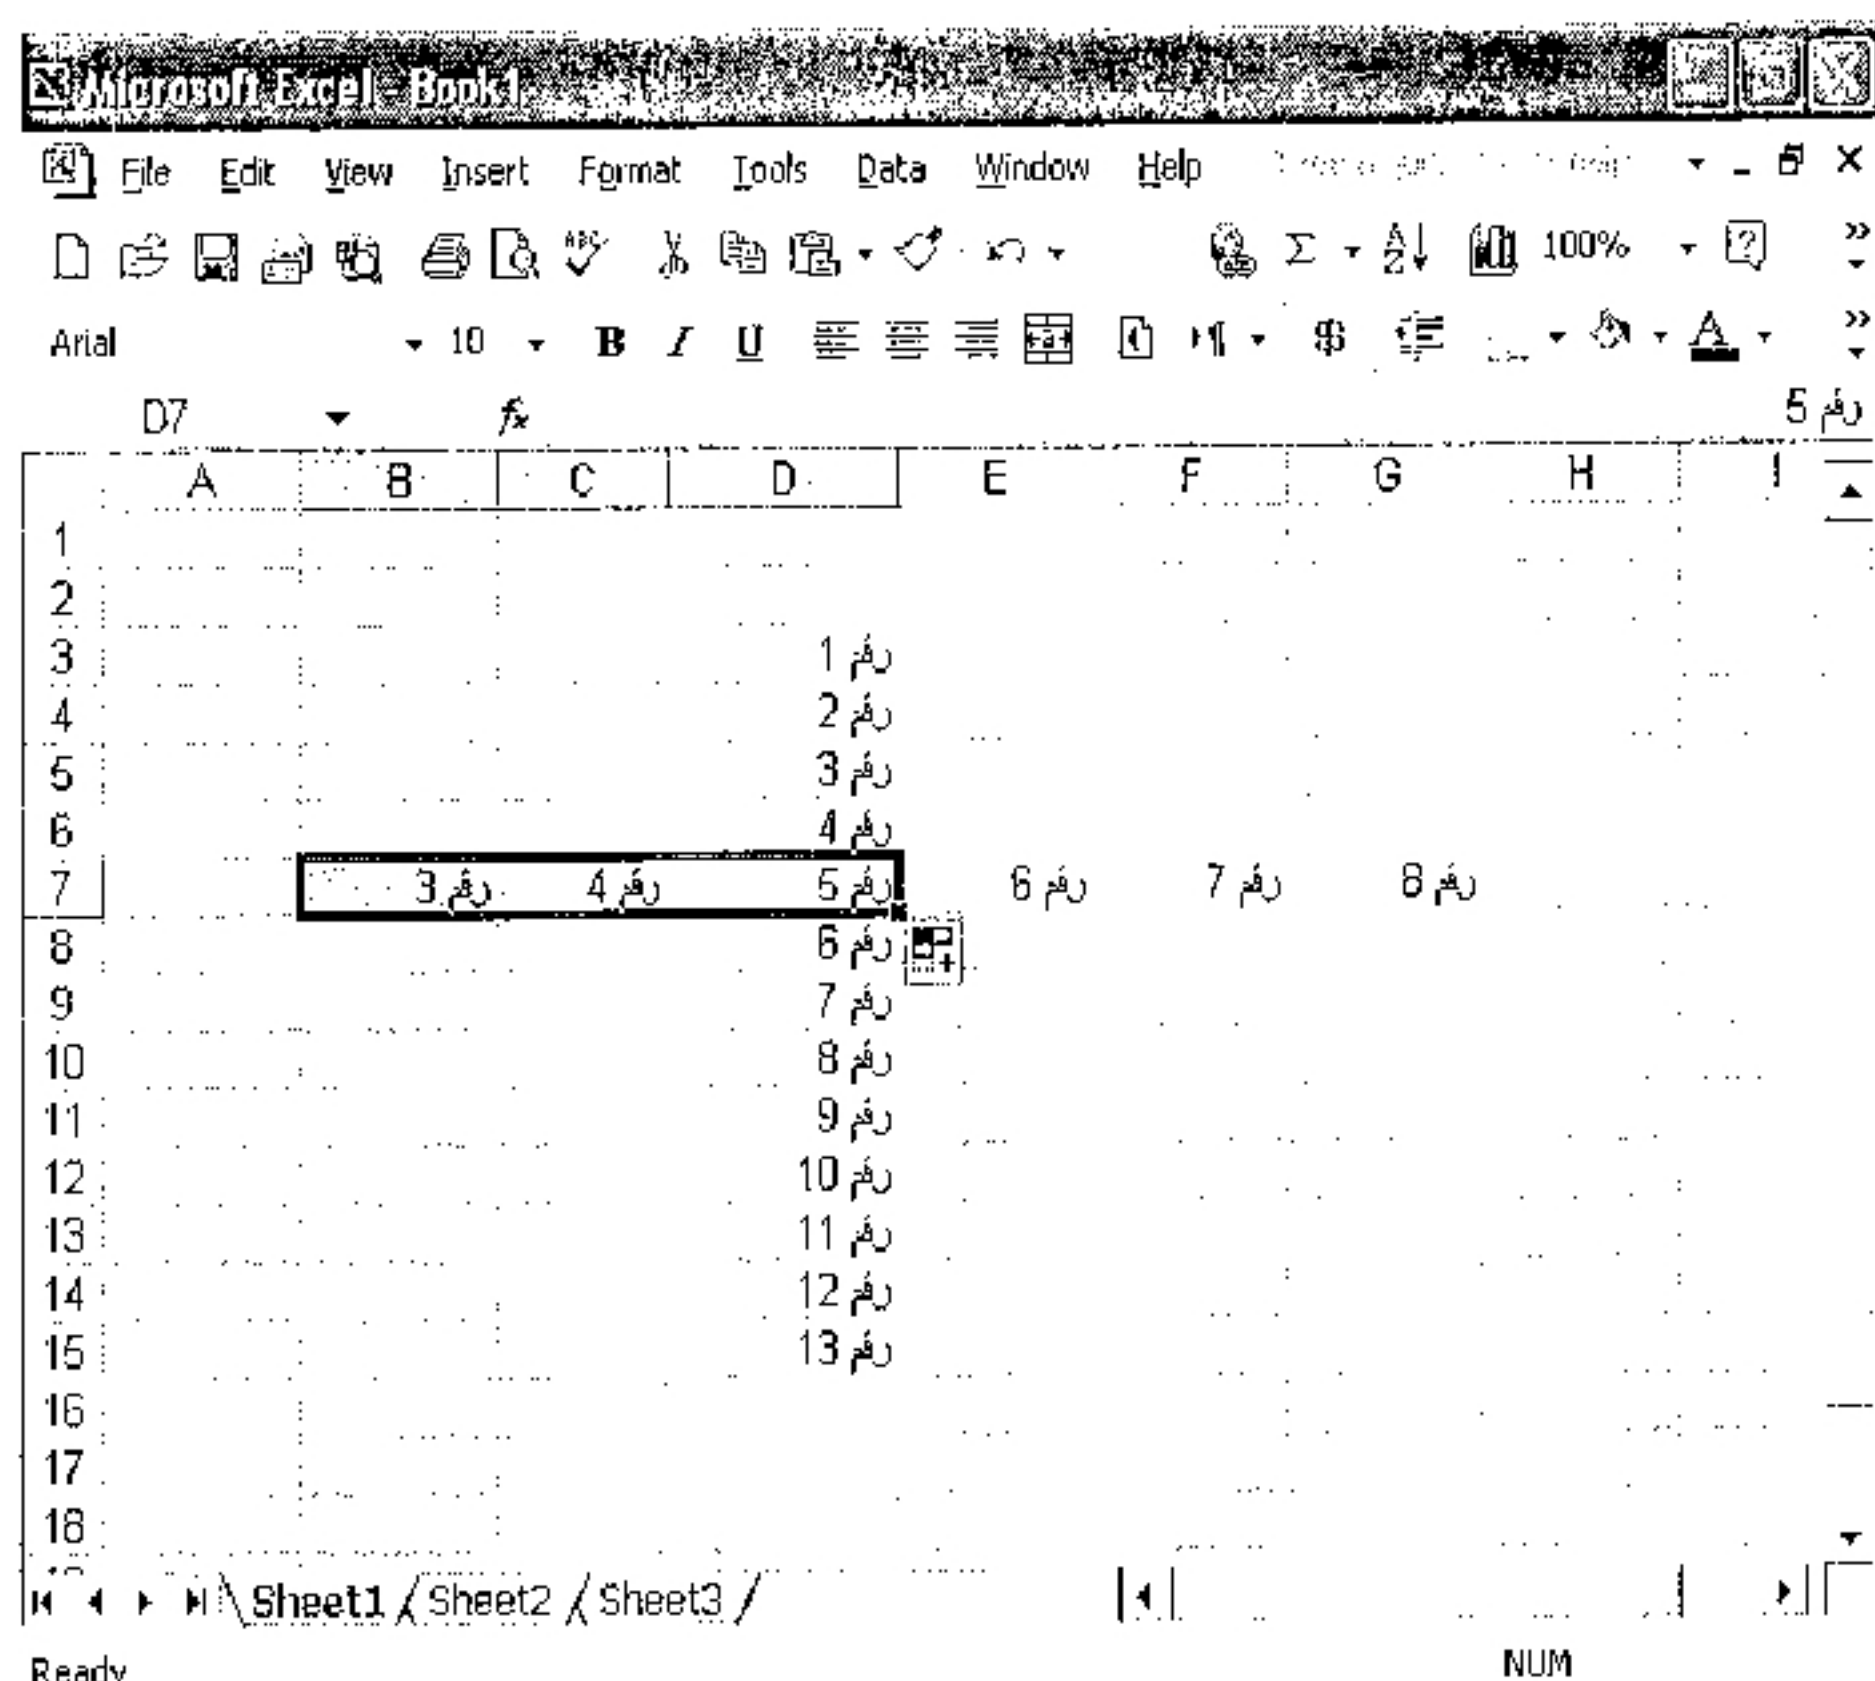 Microsoft Excel - Book1
File Edit View Insert Format Tools Data Window Help
100%
Arial 10 B I U $ A
D7 fx رقم 5
A B C D E F G H I
1
2
3 رقم 1
4 رقم 2
5 رقم 3
6 رقم 4
7 رقم 3 رقم 4 رقم 5 رقم 6 رقم 7 رقم 8
8 رقم 6
9 رقم 7
10 رقم 8
11 رقم 9
12 رقم 10
13 رقم 11
14 رقم 12
15 رقم 13
16
17
18
Sheet1 Sheet2 Sheet3
Ready NUM